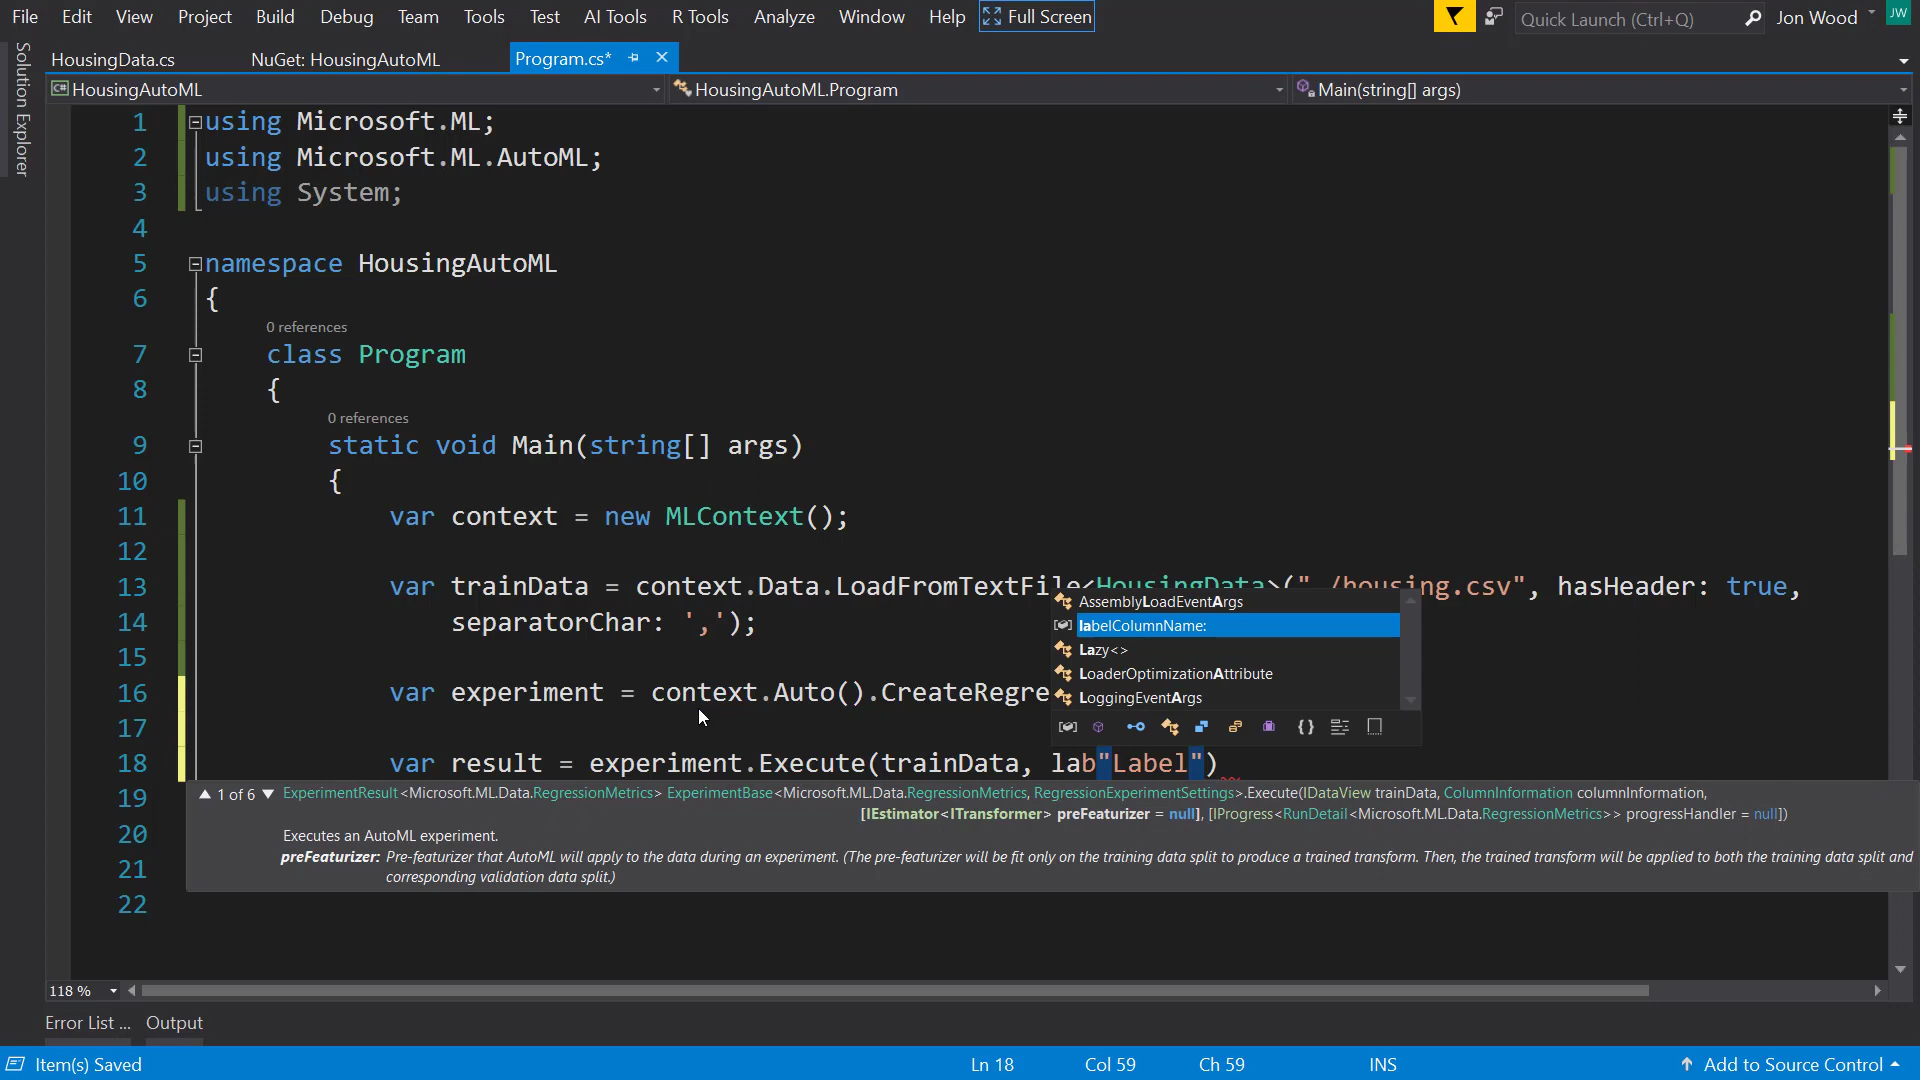 File Edit View Project Build Debug Team Tools Test AI Tools R Tools Analyze Window Help Full Screen Quick Launch (Ctrl+Q) Jon Wood JW
HousingData.cs NuGet: HousingAutoML Program.cs*
HousingAutoML HousingAutoML.Program Main(string[] args)
Solution Explorer
1 using Microsoft.ML;
2 using Microsoft.ML.AutoML;
3 using System;
4
5 namespace HousingAutoML
6 {
0 references
7 class Program
8 {
0 references
9 static void Main(string[] args)
10 {
11 var context = new MLContext();
12
13 var trainData = context.Data.LoadFromTextFile<HousingData>("./housing.csv", hasHeader: true,
AssemblyLoadEventArgs
14 separatorChar: ',');
labelColumnName:
15
Lazy<>
LoaderOptimizationAttribute
16 var experiment = context.Auto().CreateRegre
LoggingEventArgs
17
18 var result = experiment.Execute(trainData, lab"Label")
19
1 of 6 ExperimentResult<Microsoft.ML.Data.RegressionMetrics> ExperimentBase<Microsoft.ML.Data.RegressionMetrics, RegressionExperimentSettings>.Execute(IDataView trainData, ColumnInformation columnInformation,
[IEstimator<ITransformer> preFeaturizer = null], [IProgress<RunDetail<Microsoft.ML.Data.RegressionMetrics>> progressHandler = null])
20 Executes an AutoML experiment.
21 preFeaturizer: Pre-featurizer that AutoML will apply to the data during an experiment. (The pre-featurizer will be fit only on the training data split to produce a trained transform. Then, the trained transform will be applied to both the training data split and
corresponding validation data split.)
22
118 %
Error List ... Output
Item(s) Saved Ln 18 Col 59 Ch 59 INS Add to Source Control